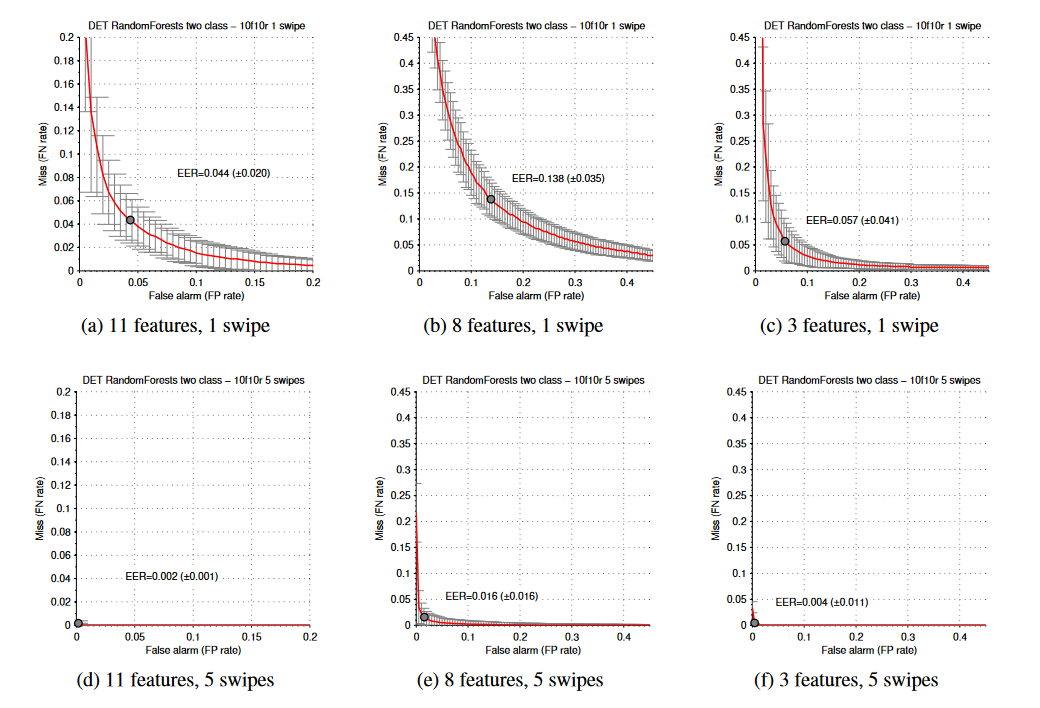 DET RandomForests two class – 10f10r 1 swipe
0.2
0.18
0.16
0.14
0.12
0.1
0.08
0.06
0.04
0.02
0
Miss (FN rate)
EER=0.044 (±0.020)
0 0.05 0.1 0.15 0.2
False alarm (FP rate)
(a) 11 features, 1 swipe
DET RandomForests two class – 10f10r 1 swipe
0.45
0.4
0.35
0.3
0.25
0.2
0.15
0.1
0.05
0
Miss (FN rate)
EER=0.138 (±0.035)
0 0.1 0.2 0.3 0.4
False alarm (FP rate)
(b) 8 features, 1 swipe
DET RandomForests two class – 10f10r 1 swipe
0.45
0.4
0.35
0.3
0.25
0.2
0.15
0.1
0.05
0
Miss (FN rate)
EER=0.057 (±0.041)
0 0.1 0.2 0.3 0.4
False alarm (FP rate)
(c) 3 features, 1 swipe
DET RandomForests two class – 10f10r 5 swipes
0.2
0.18
0.16
0.14
0.12
0.1
0.08
0.06
0.04
0.02
0
Miss (FN rate)
EER=0.002 (±0.001)
0 0.05 0.1 0.15 0.2
False alarm (FP rate)
(d) 11 features, 5 swipes
DET RandomForests two class – 10f10r 5 swipes
0.45
0.4
0.35
0.3
0.25
0.2
0.15
0.1
0.05
0
Miss (FN rate)
EER=0.016 (±0.016)
0 0.1 0.2 0.3 0.4
False alarm (FP rate)
(e) 8 features, 5 swipes
DET RandomForests two class – 10f10r 5 swipes
0.45
0.4
0.35
0.3
0.25
0.2
0.15
0.1
0.05
0
Miss (FN rate)
EER=0.004 (±0.011)
0 0.1 0.2 0.3 0.4
False alarm (FP rate)
(f) 3 features, 5 swipes